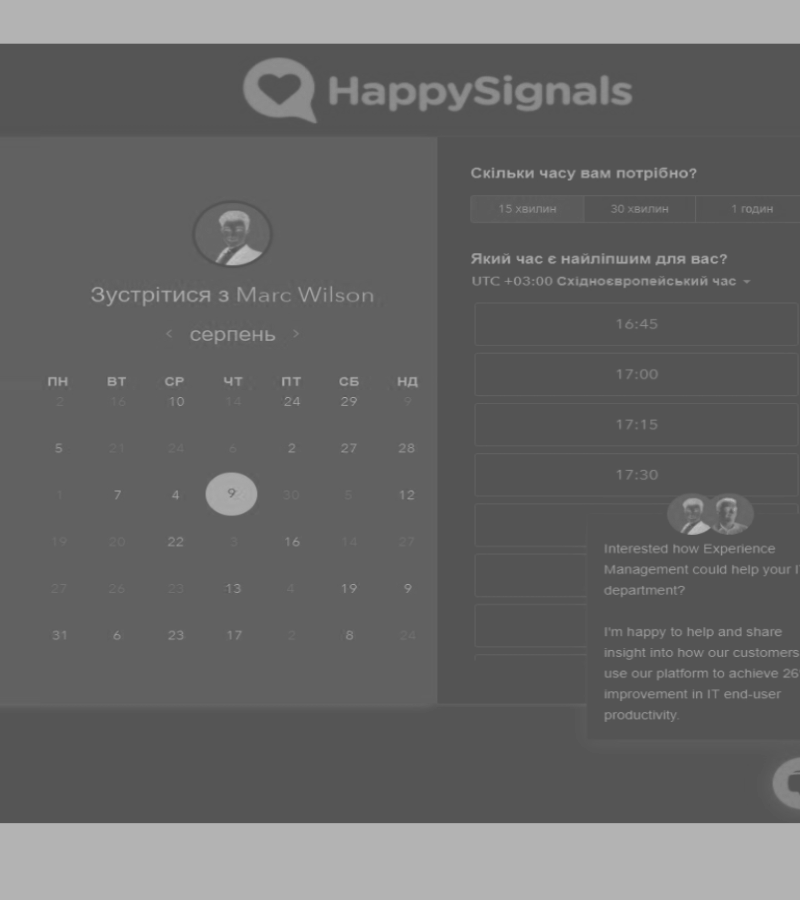 HappySignals
Зустрітися з Marc Wilson
серпень
ПН ВТ СР ЧТ ПТ СБ НД
2 16 10 14 24 29 9
5 21 24 6 2 27 28
1 7 4 9 30 5 12
19 20 22 3 16 14 27
27 26 23 13 4 19 9
31 6 23 17 2 8 24
Скільки часу вам потрібно?
15 хвилин 30 хвилин 1 годин
Який час є найліпшим для вас?
UTC +03:00 Східноєвропейський час
16:45
17:00
17:15
17:30
Interested how Experience
Management could help your
department?
I'm happy to help and share
insight into how our customers
use our platform to achieve 26
improvement in IT end-user
productivity.